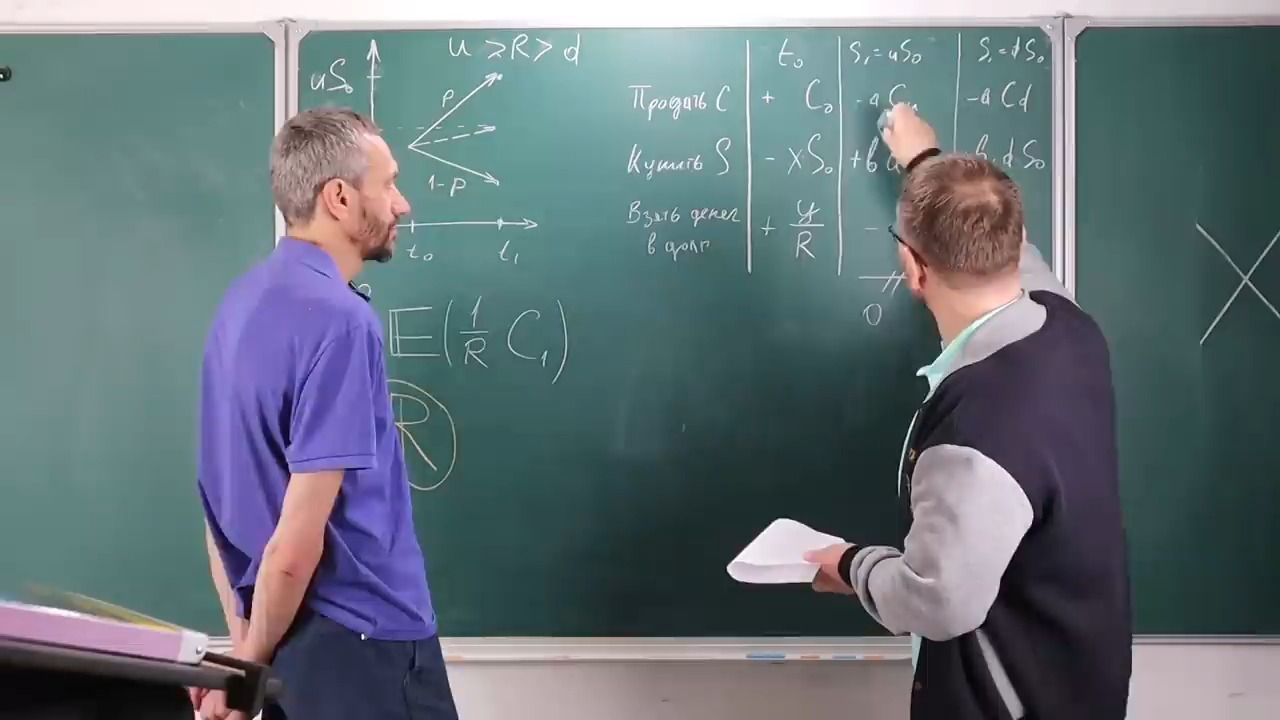 u ≥ R > d
uS₀
p
1-p
t₀ t₁
𝔼(1/R C₁)
R
t₀ S₁=uS₀ S₁=dS₀
Продать C + C₀ -a C -a Cd
Купить S - xS₀ +b d S₀
Взять денег + y/R -
в долг
0